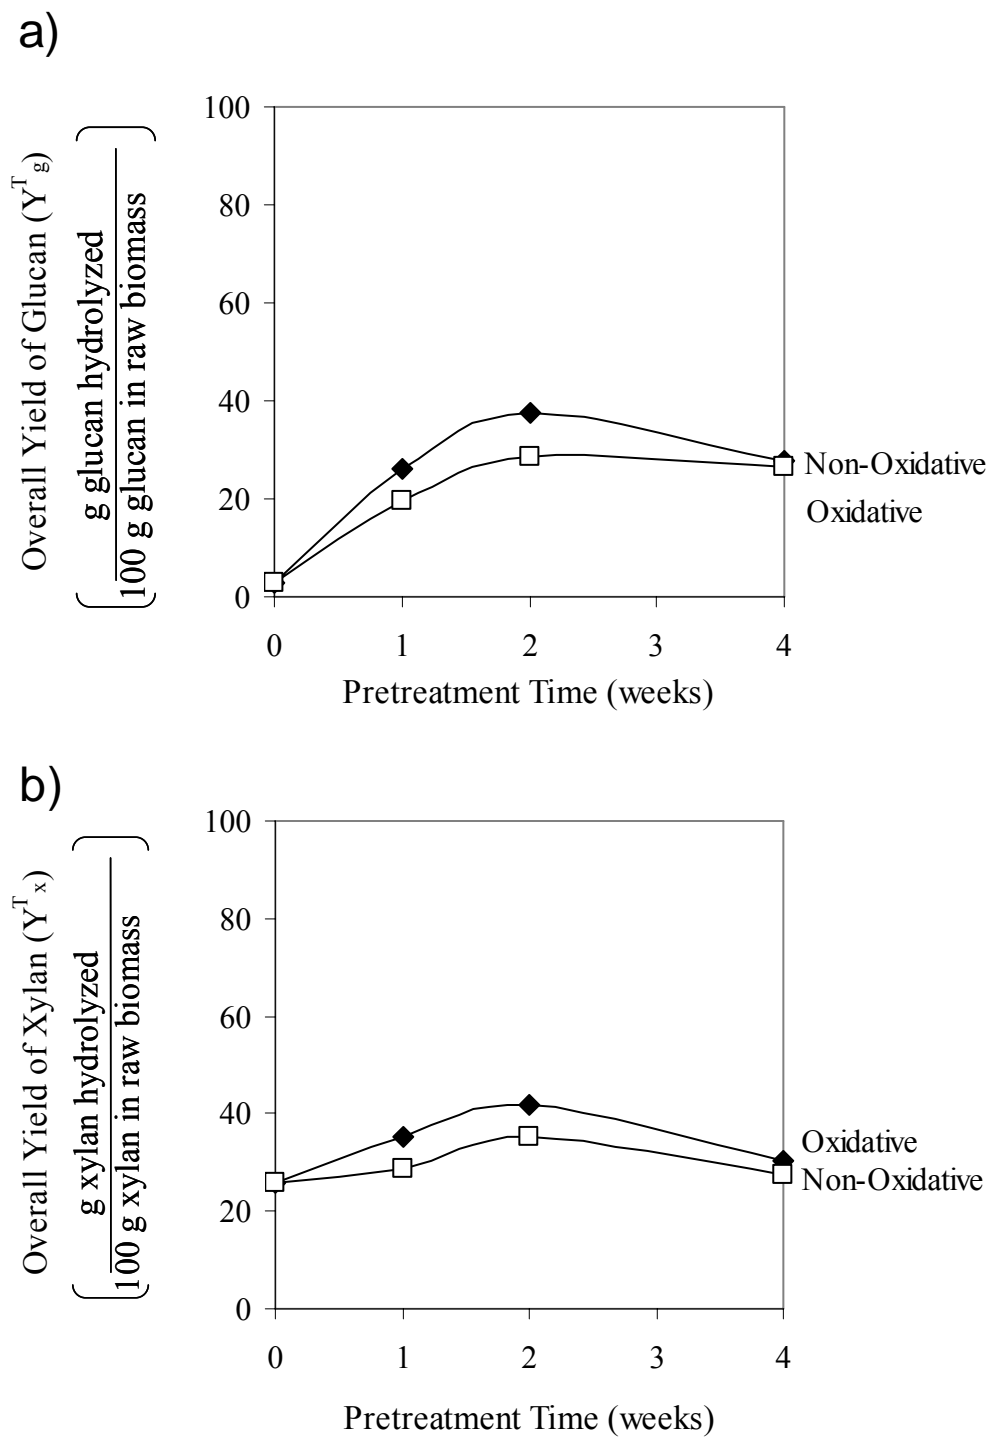 a)
Overall Yield of Glucan (Y^T_g)
g glucan hydrolyzed
100 g glucan in raw biomass
100
80
60
40
20
0
0 1 2 3 4
Non-Oxidative
Oxidative
Pretreatment Time (weeks)
b)
Overall Yield of Xylan (Y^T_x)
g xylan hydrolyzed
100 g xylan in raw biomass
100
80
60
40
20
0
0 1 2 3 4
Oxidative
Non-Oxidative
Pretreatment Time (weeks)